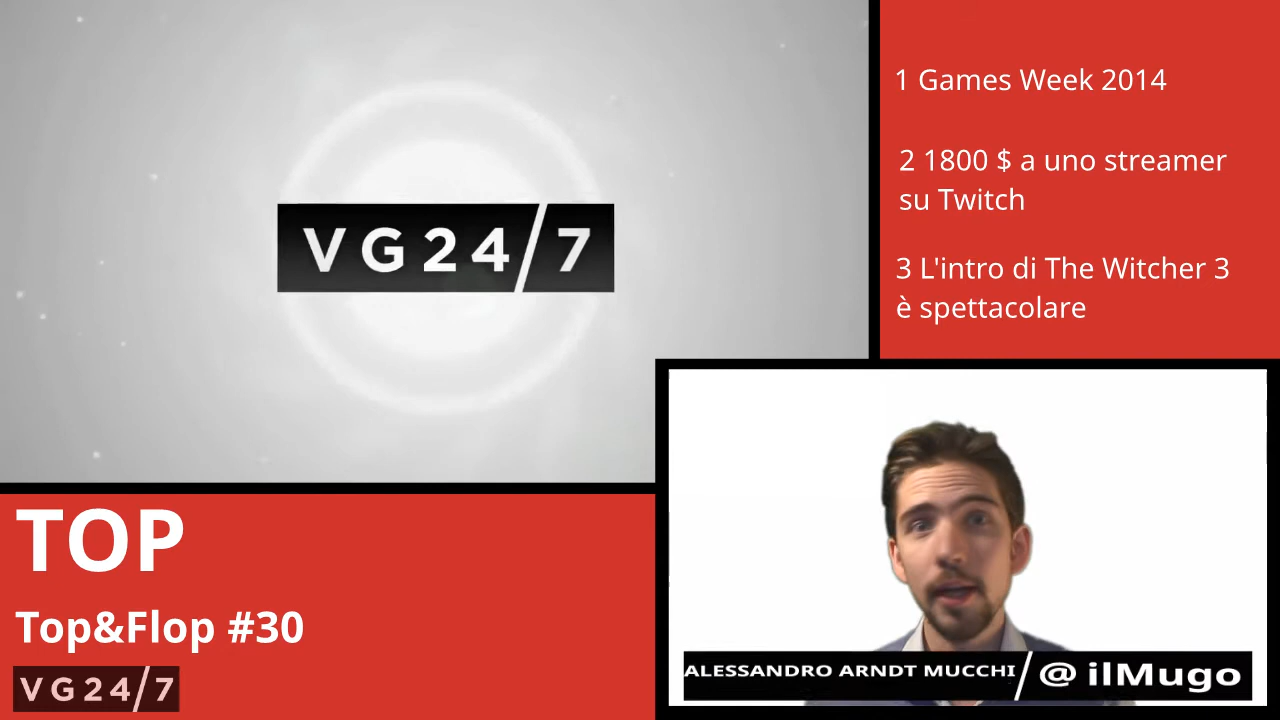 VG24/7
1 Games Week 2014
2 1800 $ a uno streamer
su Twitch
3 L'intro di The Witcher 3
è spettacolare
TOP
Top&Flop #30
VG24/7
ALESSANDRO ARNDT MUCCHI/@ ilMugo